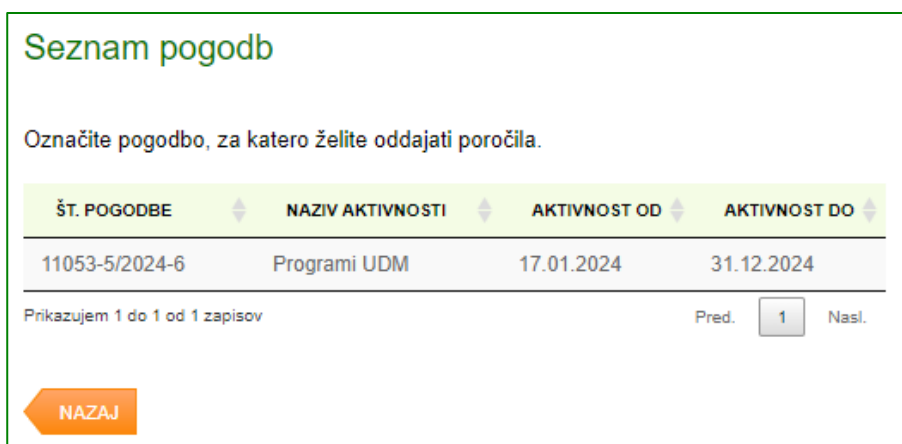 Seznam pogodb
Označite pogodbo, za katero želite oddajati poročila.
ŠT. POGODBE NAZIV AKTIVNOSTI AKTIVNOST OD AKTIVNOST DO
11053-5/2024-6 Programi UDM 17.01.2024 31.12.2024
Prikazujem 1 do 1 od 1 zapisov Pred. 1 Nasl.
NAZAJ